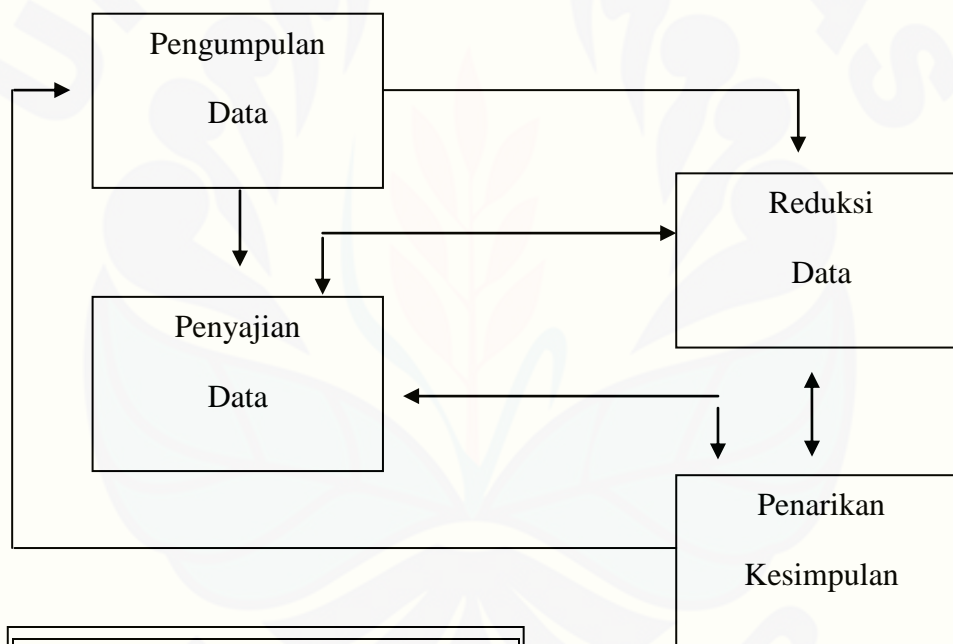 Pengumpulan
Data
Reduksi
Data
Penyajian
Data
Penarikan
Kesimpulan